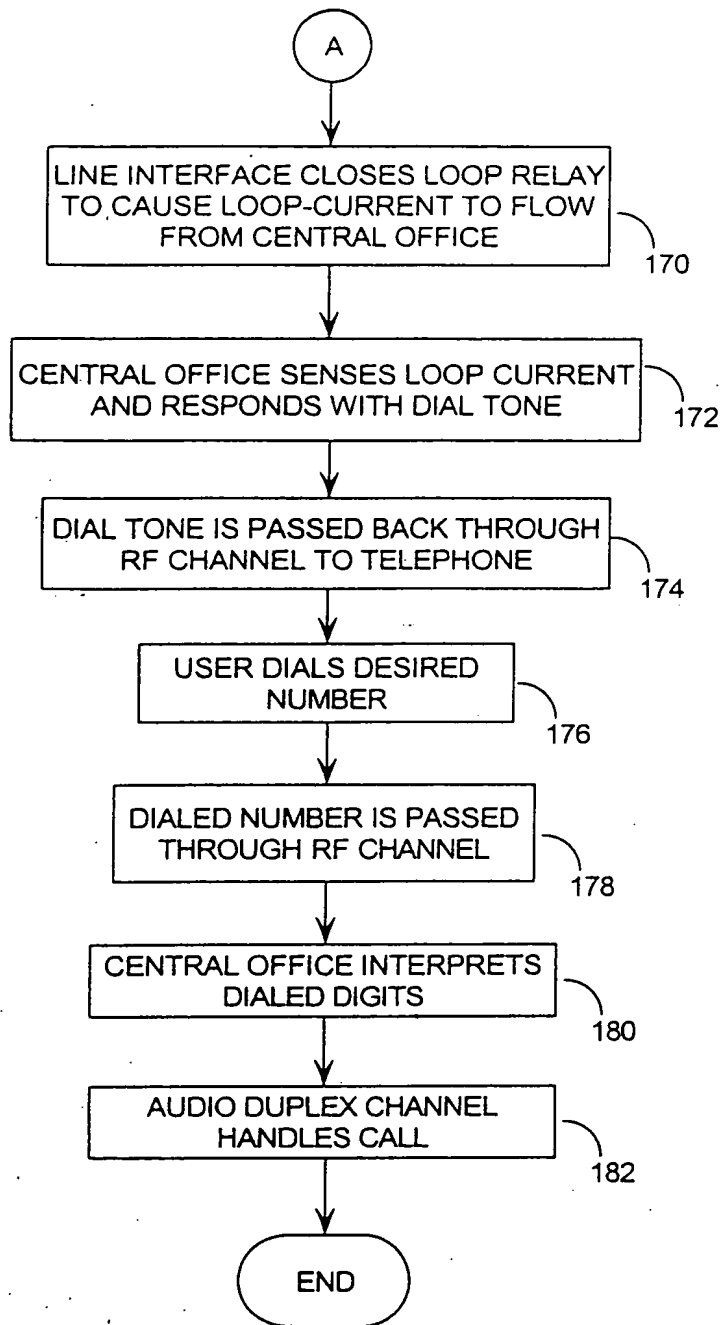 A
LINE INTERFACE CLOSES LOOP RELAY
TO CAUSE LOOP-CURRENT TO FLOW
FROM CENTRAL OFFICE
170
CENTRAL OFFICE SENSES LOOP CURRENT
AND RESPONDS WITH DIAL TONE
172
DIAL TONE IS PASSED BACK THROUGH
RF CHANNEL TO TELEPHONE
174
USER DIALS DESIRED
NUMBER
176
DIALED NUMBER IS PASSED
THROUGH RF CHANNEL
178
CENTRAL OFFICE INTERPRETS
DIALED DIGITS
180
AUDIO DUPLEX CHANNEL
HANDLES CALL
182
END